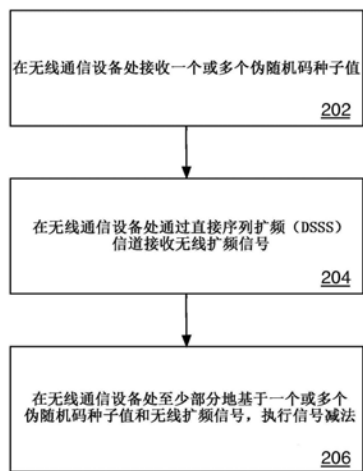 在无线通信设备处接收一个或多个伪随机码种子值
202
在无线通信设备处通过直接序列扩频（DSSS）
信道接收无线扩频信号
204
在无线通信设备处至少部分地基于一个或多个
伪随机码种子值和无线扩频信号，执行信号减法
206